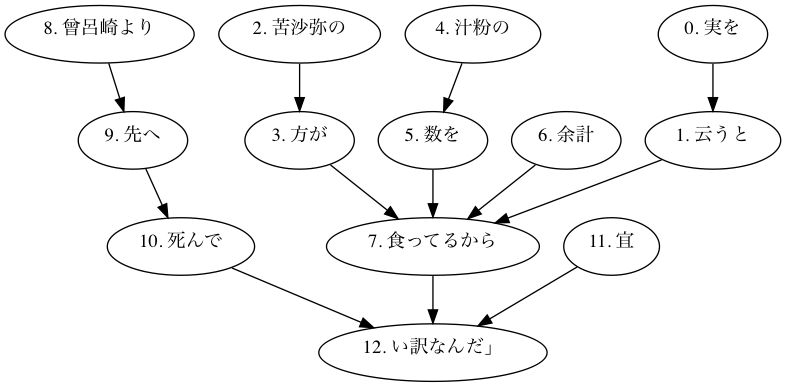 8. 曾呂崎より
2. 苦沙弥の
4. 汁粉の
0. 実を
9. 先へ
3. 方が
5. 数を
6. 余計
1. 云うと
10. 死んで
7. 食ってるから
11. 宜
12. い訳なんだ」